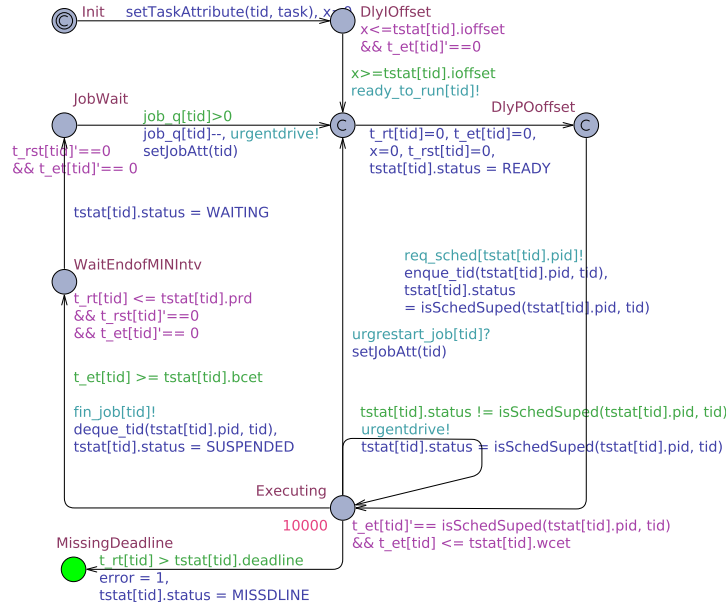 Init
setTaskAttribute(tid, task), x=0
DlyIOffset
x<=tstat[tid].ioffset
&& t_et[tid]'==0
x>=tstat[tid].ioffset
ready_to_run[tid]!
JobWait
job_q[tid]>0
job_q[tid]--, urgentdrive!
setJobAtt(tid)
t_rst[tid]'==0
&& t_et[tid]'== 0
C
DlyPOoffset
C
t_rt[tid]=0, t_et[tid]=0,
x=0, t_rst[tid]=0,
tstat[tid].status = READY
tstat[tid].status = WAITING
WaitEndofMINIntv
t_rt[tid] <= tstat[tid].prd
&& t_rst[tid]'==0
&& t_et[tid]'== 0
req_sched[tstat[tid].pid]!
enque_tid(tstat[tid].pid, tid),
tstat[tid].status
= isSchedSuped(tstat[tid].pid, tid)
urgrestart_job[tid]?
setJobAtt(tid)
t_et[tid] >= tstat[tid].bcet
fin_job[tid]!
deque_tid(tstat[tid].pid, tid),
tstat[tid].status = SUSPENDED
tstat[tid].status != isSchedSuped(tstat[tid].pid, tid)
urgentdrive!
tstat[tid].status = isSchedSuped(tstat[tid].pid, tid)
Executing
10000
t_et[tid]'== isSchedSuped(tstat[tid].pid, tid)
&& t_et[tid] <= tstat[tid].wcet
MissingDeadline
t_rt[tid] > tstat[tid].deadline
error = 1,
tstat[tid].status = MISSDLINE